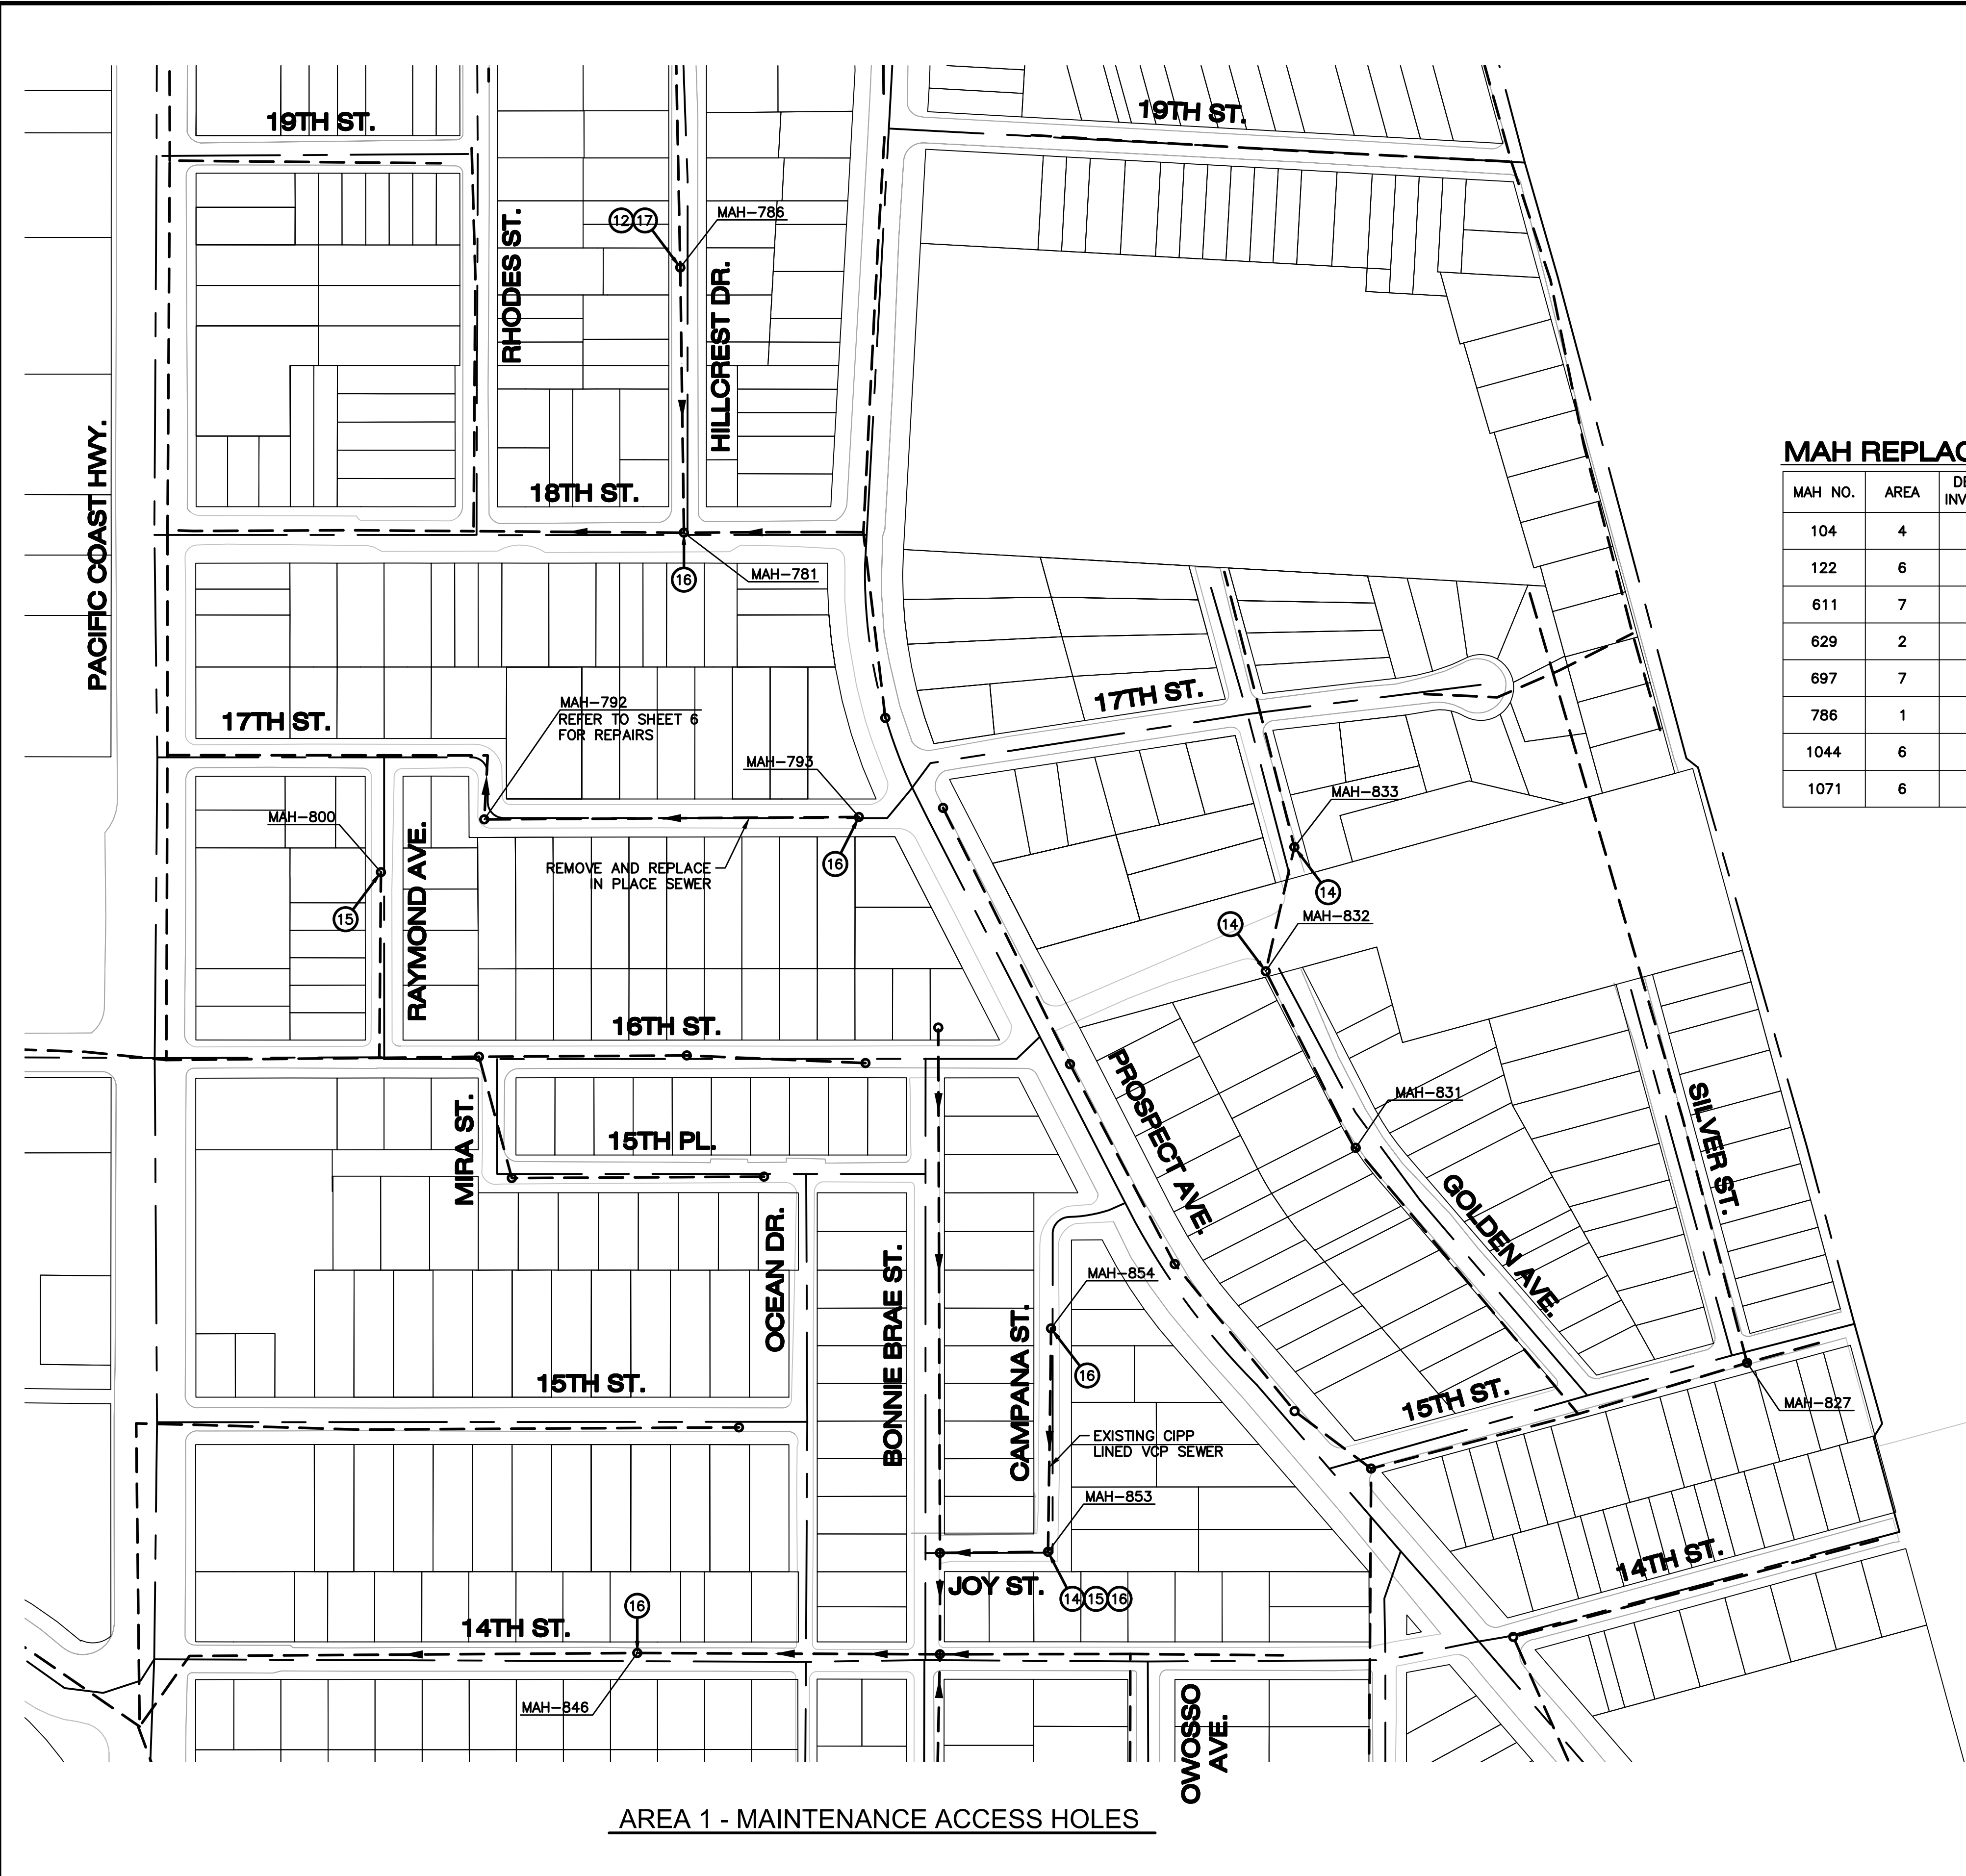 19TH ST.
19TH ST.
12 17
MAH-786
RHODES ST.
HILLCREST DR.
PACIFIC COAST HWY.
18TH ST.
16
MAH-781
MAH REPLAC
MAH NO. AREA DE
INV
104 4
122 6
611 7
629 2
697 7
786 1
1044 6
1071 6
17TH ST.
MAH-792
REFER TO SHEET 6
FOR REPAIRS
17TH ST.
MAH-793
MAH-800
RAYMOND AVE.
REMOVE AND REPLACE
IN PLACE SEWER
16
15
MAH-833
14
14
MAH-832
16TH ST.
PROSPECT AVE.
MAH-831
SILVER ST.
MIRA ST.
15TH PL.
GOLDEN AVE.
OCEAN DR.
BONNIE BRAE ST.
CAMPANA ST.
MAH-854
16
15TH ST.
15TH ST.
MAH-827
EXISTING CIPP
LINED VCP SEWER
MAH-853
14TH ST.
JOY ST.
14 15 16
14TH ST.
16
MAH-846
OWOSSO
AVE.
AREA 1 - MAINTENANCE ACCESS HOLES